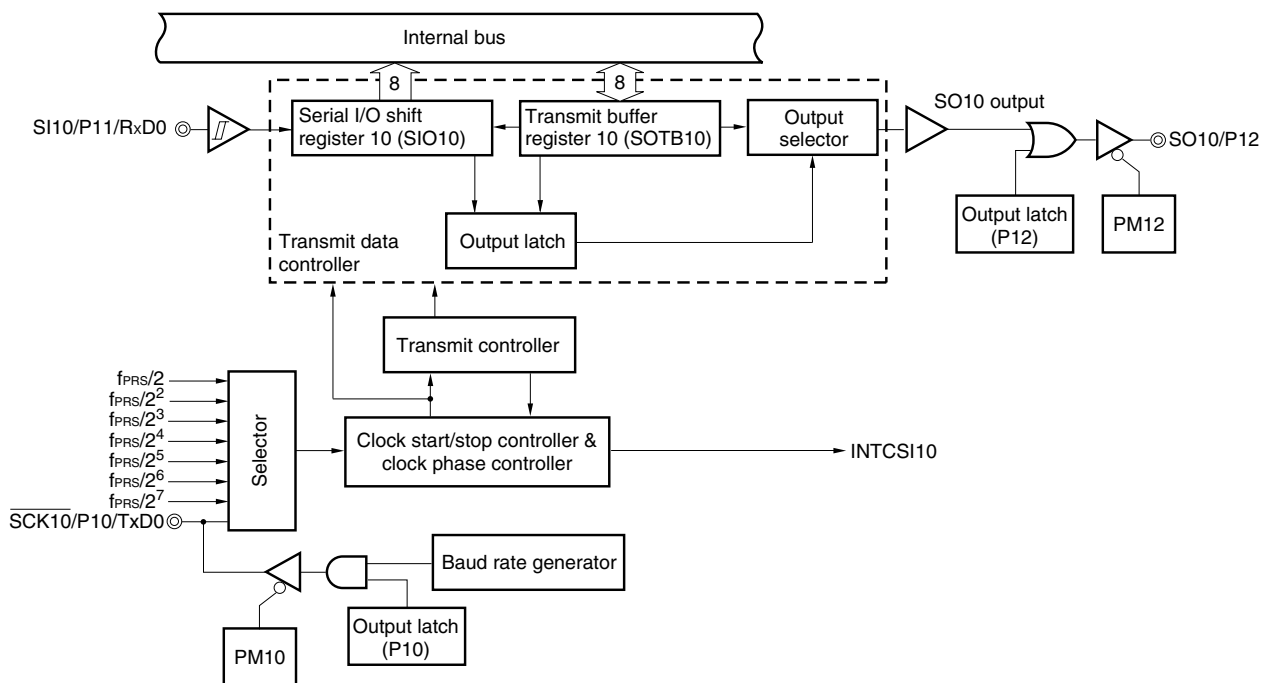 Internal bus
8
8
SI10/P11/RxD0
Serial I/O shift
register 10 (SIO10)
Transmit buffer
register 10 (SOTB10)
Output
selector
SO10 output
SO10/P12
Output latch
Output latch
(P12)
PM12
Transmit data
controller
Transmit controller
fPRS/2
fPRS/2²
fPRS/2³
fPRS/2⁴
fPRS/2⁵
fPRS/2⁶
fPRS/2⁷
SCK10/P10/TxD0
Selector
Clock start/stop controller &
clock phase controller
INTCSI10
Baud rate generator
Output latch
(P10)
PM10